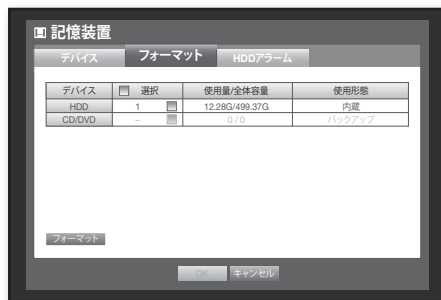 記憶装置
デバイス フォーマット HDDアラーム
デバイス 選択 使用量/全体容量 使用形態
HDD 1 12.28G/499.37G 内蔵
CD/DVD – 0 / 0 バックアップ
フォーマット
OK キャンセル